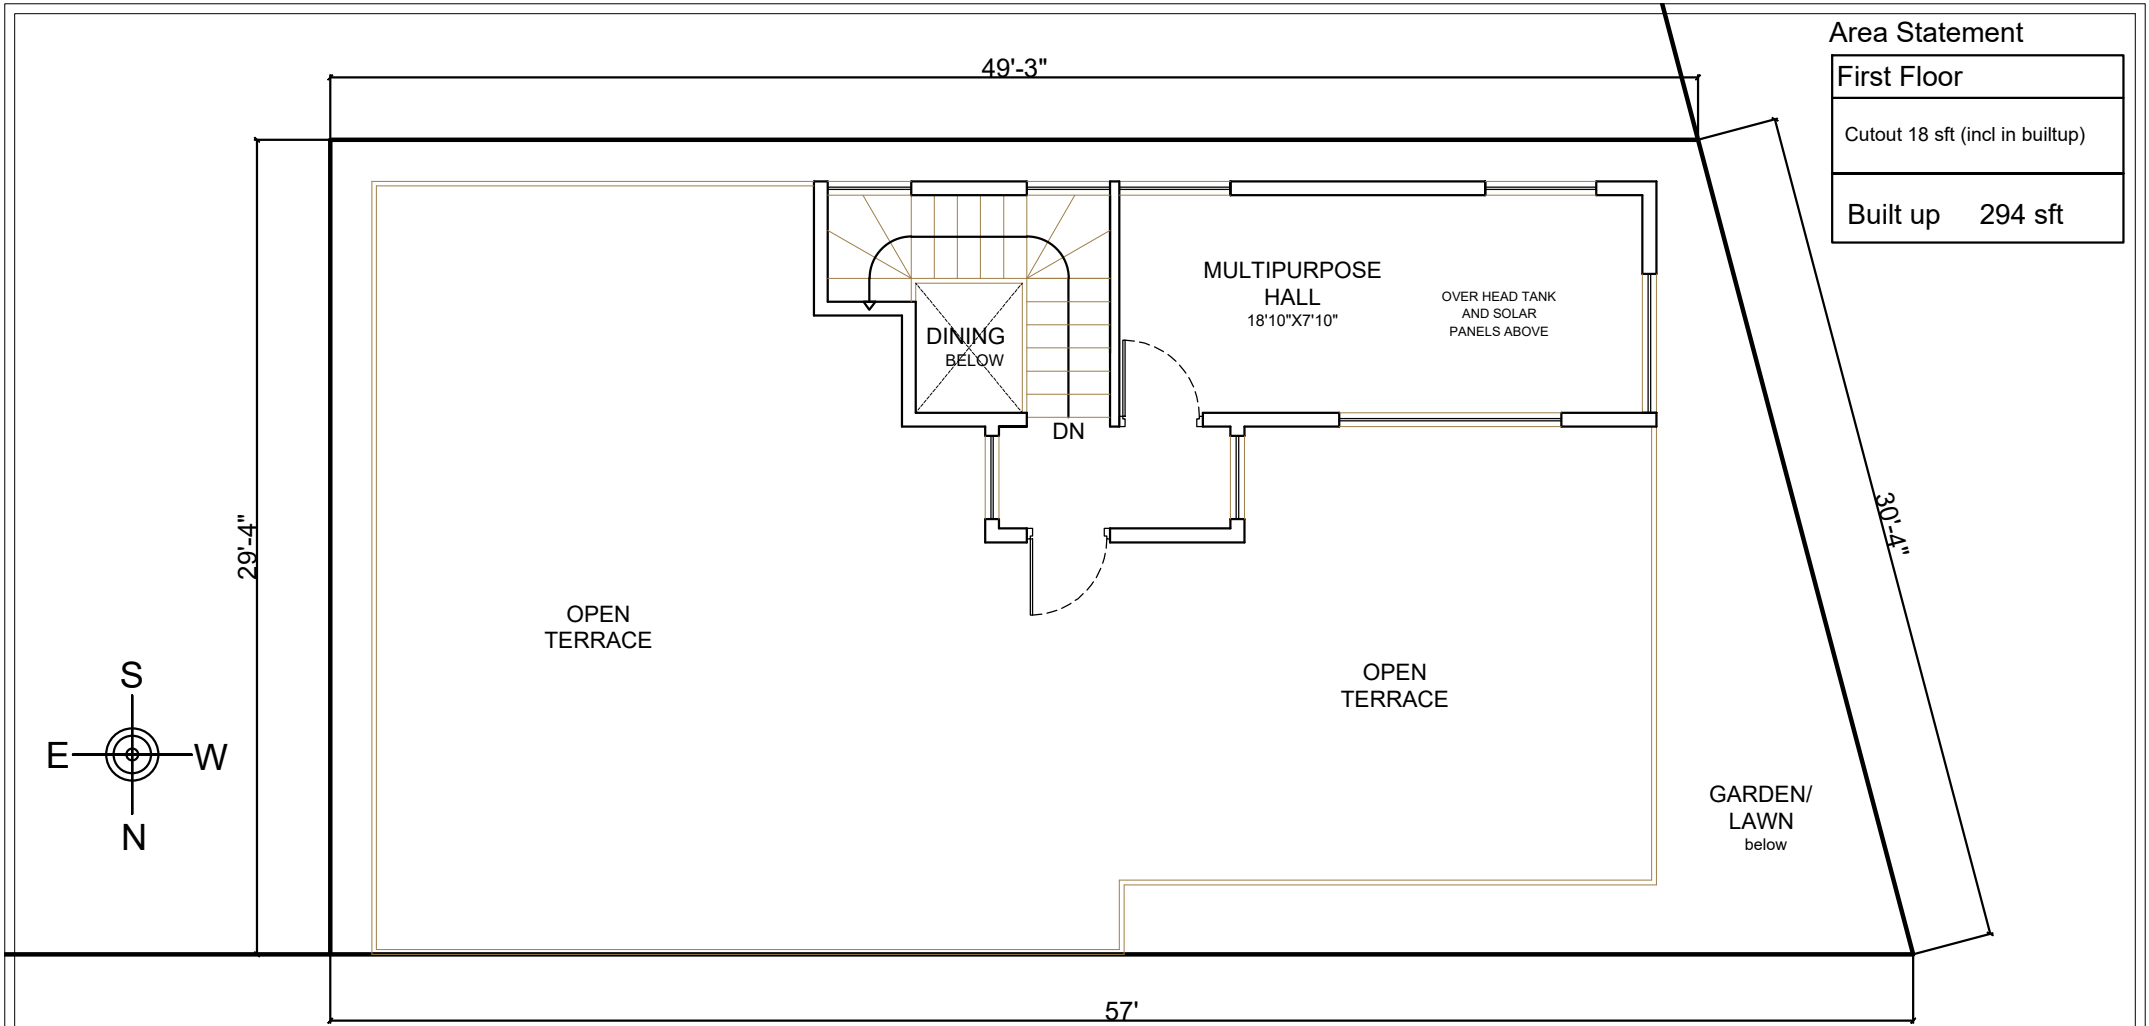 Area Statement
First Floor
Cutout 18 sft (incl in builtup)
Built up 294 sft
49'-3"
MULTIPURPOSE
HALL
18'10"X7'10"
OVER HEAD TANK
AND SOLAR
PANELS ABOVE
DINING
BELOW
DN
29'-4"
30'-4"
OPEN
TERRACE
OPEN
TERRACE
S
E W
N
GARDEN/
LAWN
below
57'